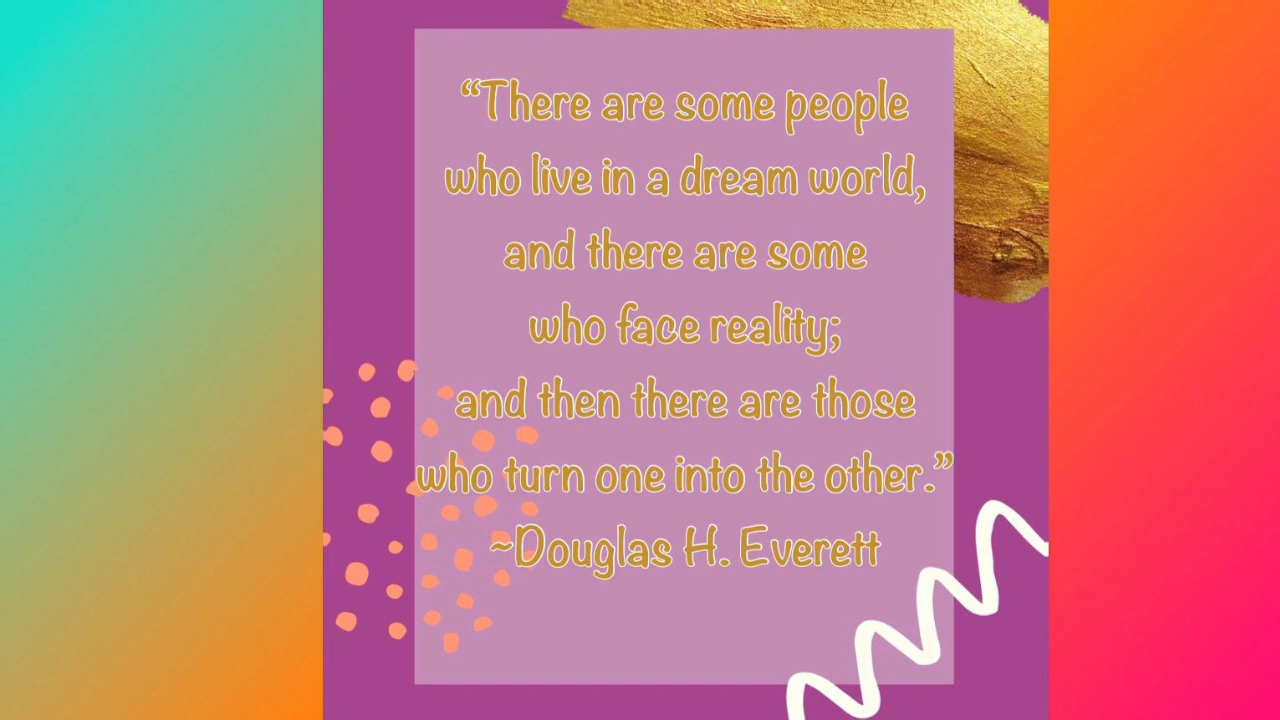 “There are some people
who live in a dream world,
and there are some
who face reality;
and then there are those
who turn one into the other.”
~Douglas H. Everett